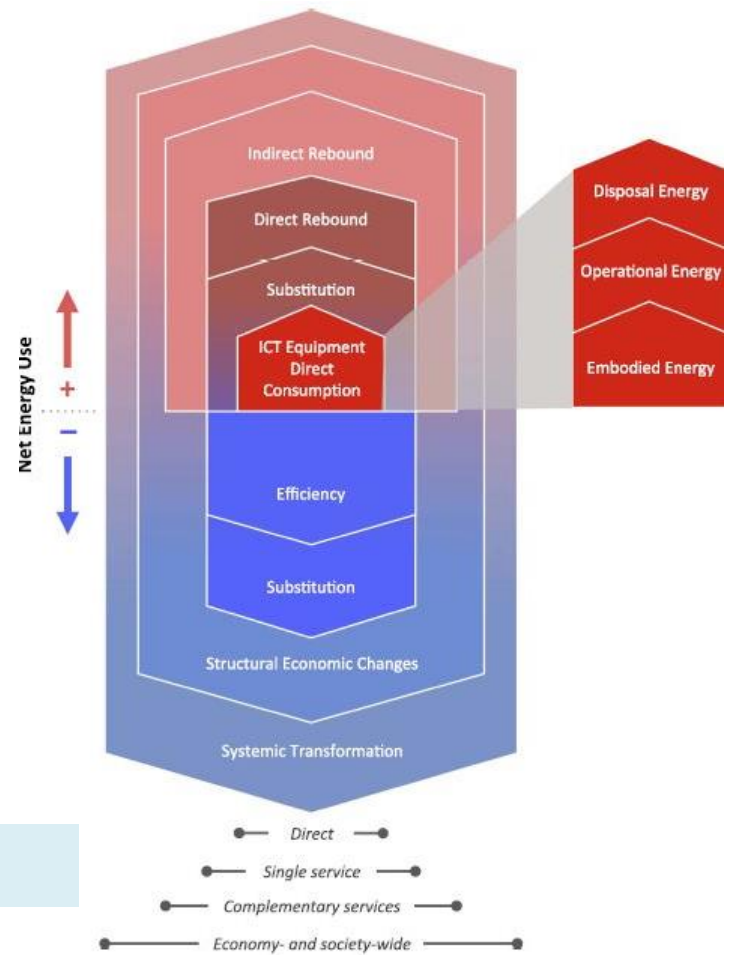 Indirect Rebound
Direct Rebound
Substitution
ICT Equipment
Direct
Consumption
Disposal Energy
Operational Energy
Embodied Energy
Net Energy Use
+
−
Efficiency
Substitution
Structural Economic Changes
Systemic Transformation
Direct
Single service
Complementary services
Economy- and society-wide